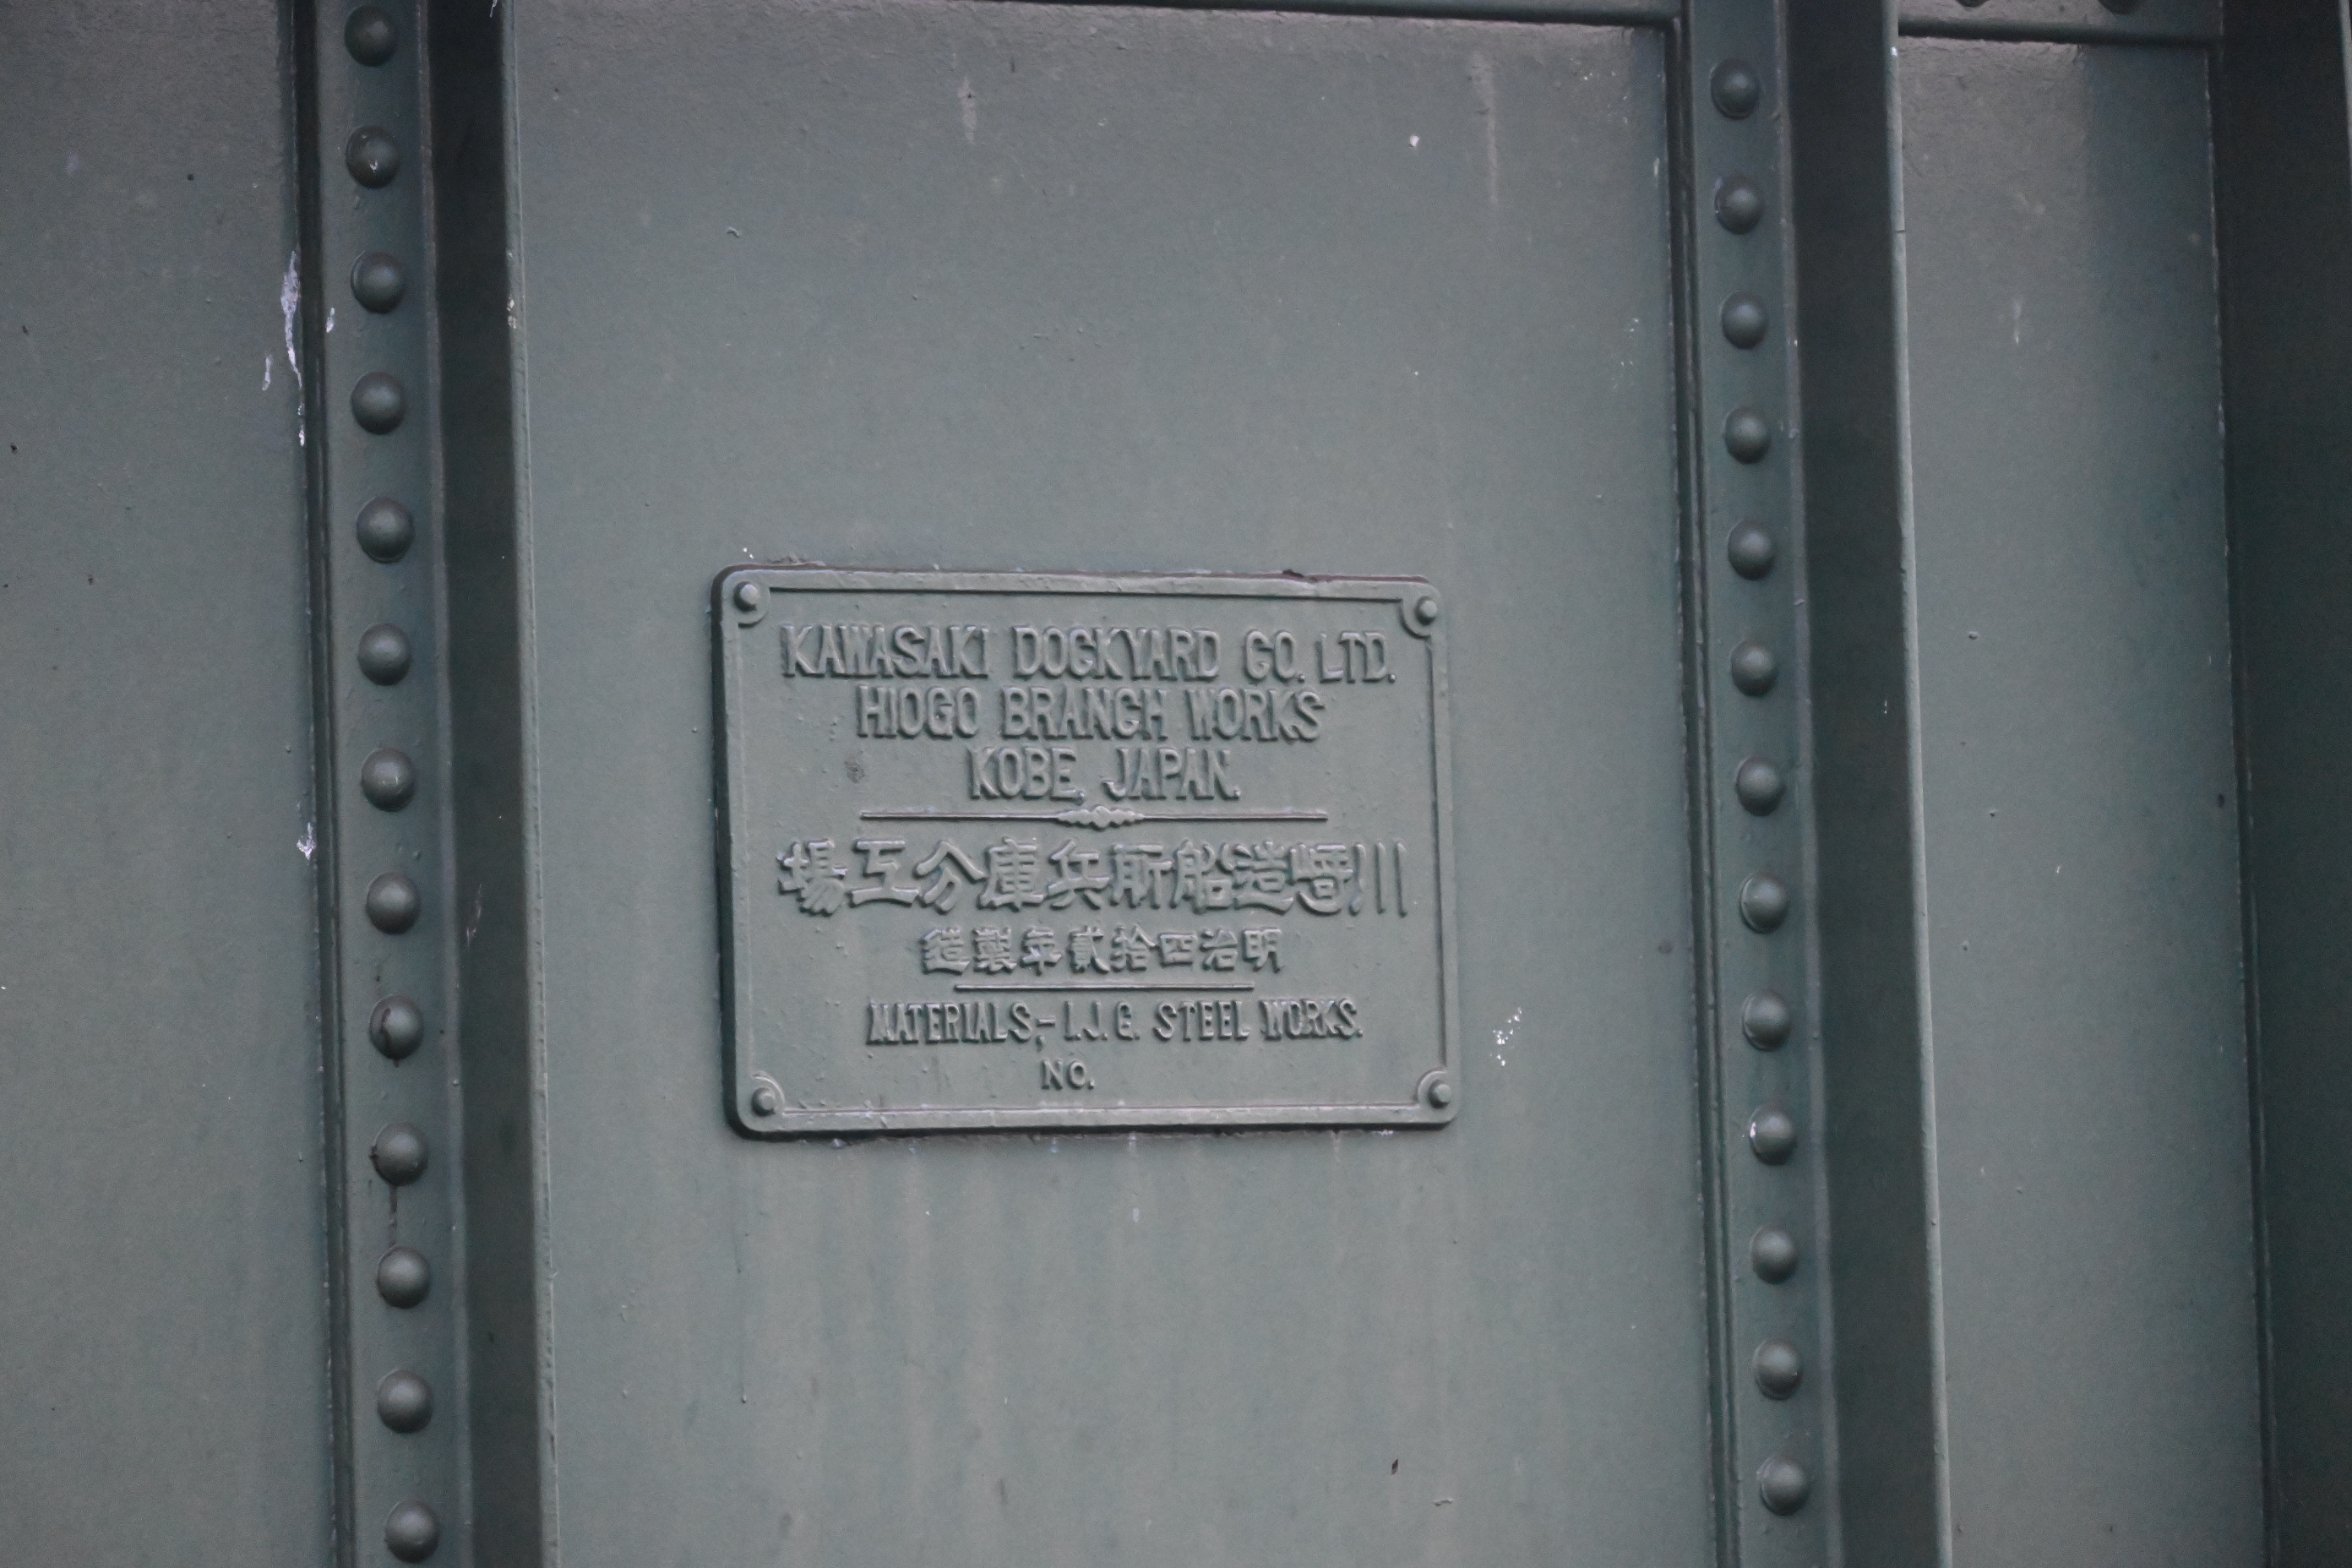 KAWASAKI DOCKYARD CO. LTD.
HIOGO BRANCH WORKS
KOBE, JAPAN.
川崎造船所兵庫分工場
明治四拾貳年製造
MATERIALS,- I.J.G. STEEL WORKS.
NO.